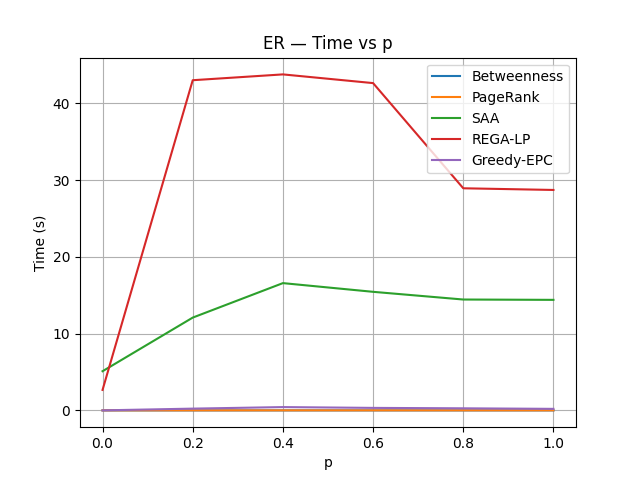 ER — Time vs p
Betweenness
PageRank
SAA
REGA-LP
Greedy-EPC
Time (s)
40
30
20
10
0
0.0 0.2 0.4 0.6 0.8 1.0
p